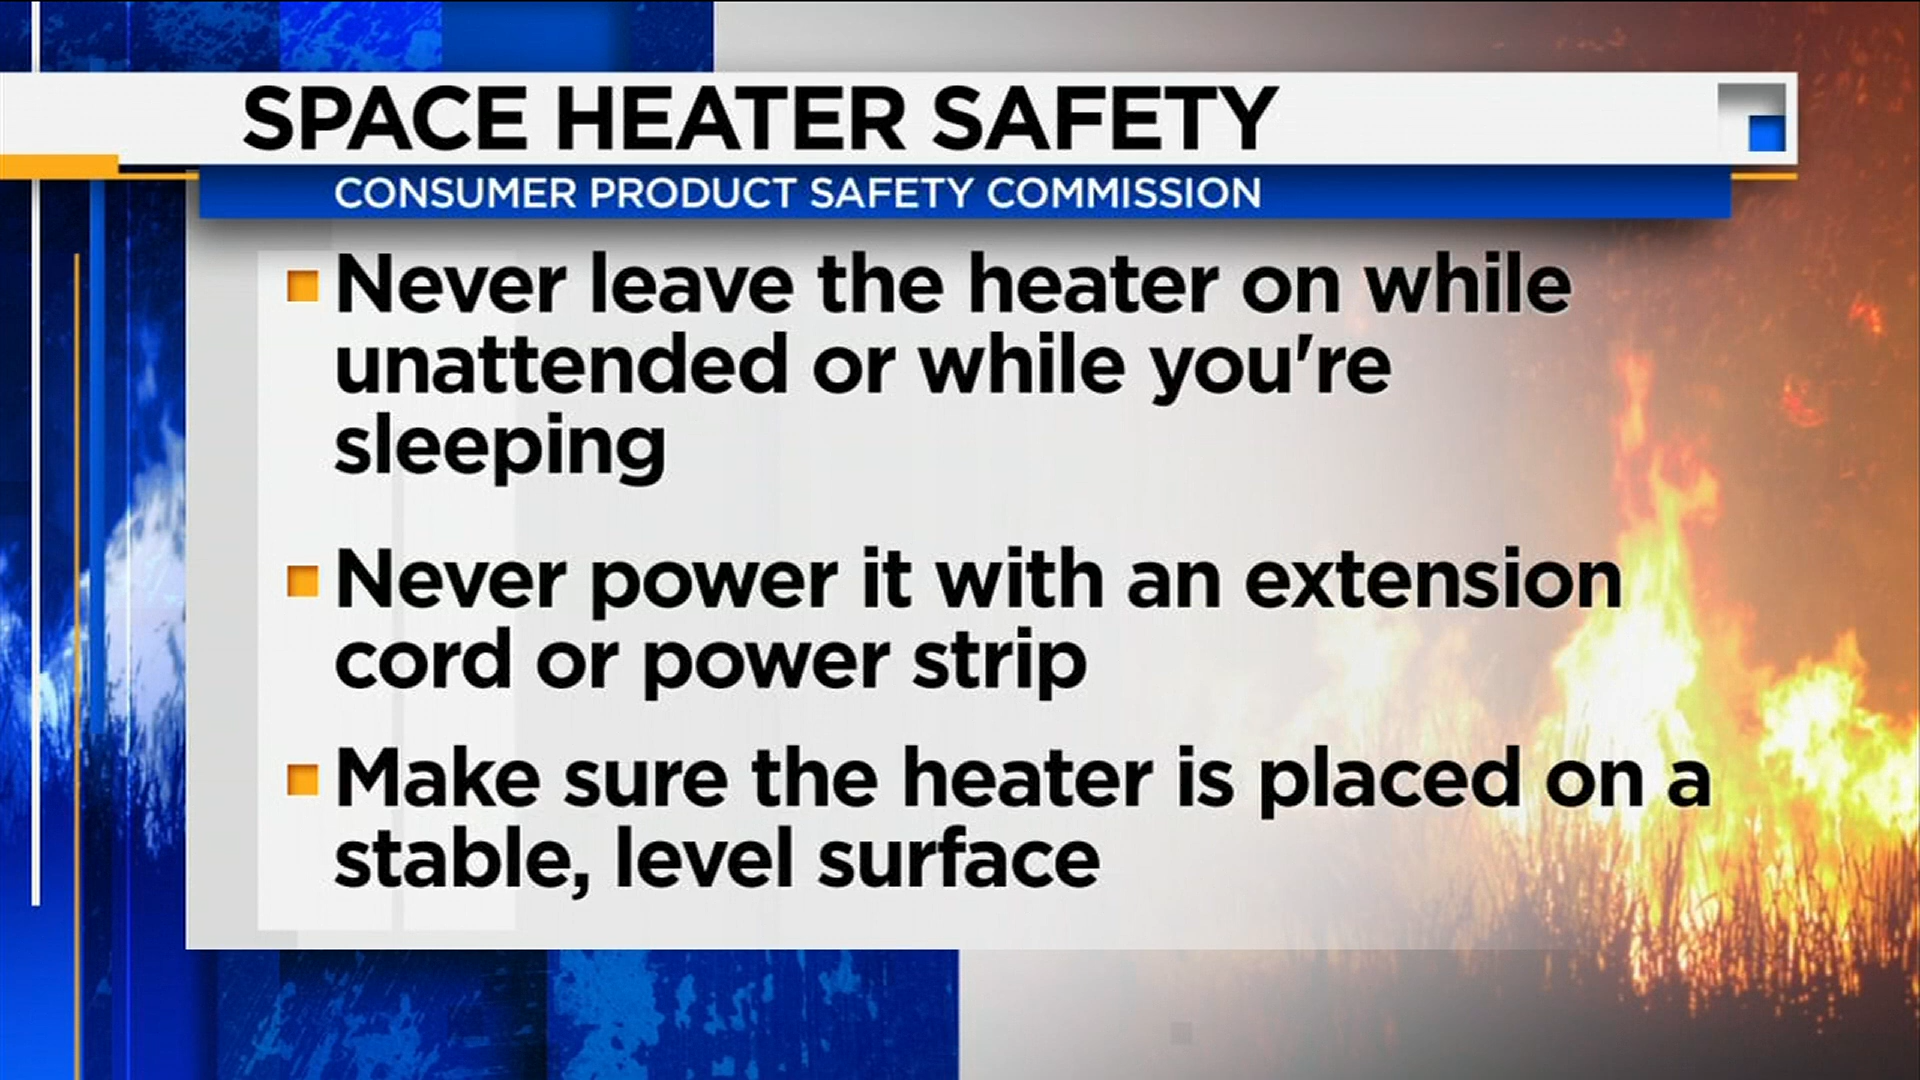 SPACE HEATER SAFETY
CONSUMER PRODUCT SAFETY COMMISSION
Never leave the heater on while
unattended or while you're
sleeping
Never power it with an extension
cord or power strip
Make sure the heater is placed on a
stable, level surface